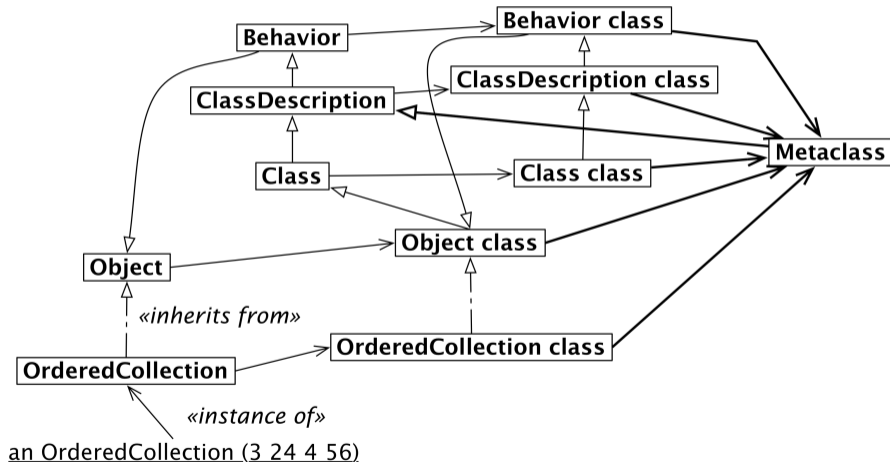 Behavior class
Behavior
ClassDescription class
ClassDescription
Metaclass
Class class
Class
Object class
Object
«inherits from»
OrderedCollection class
OrderedCollection
«instance of»
an OrderedCollection (3 24 4 56)